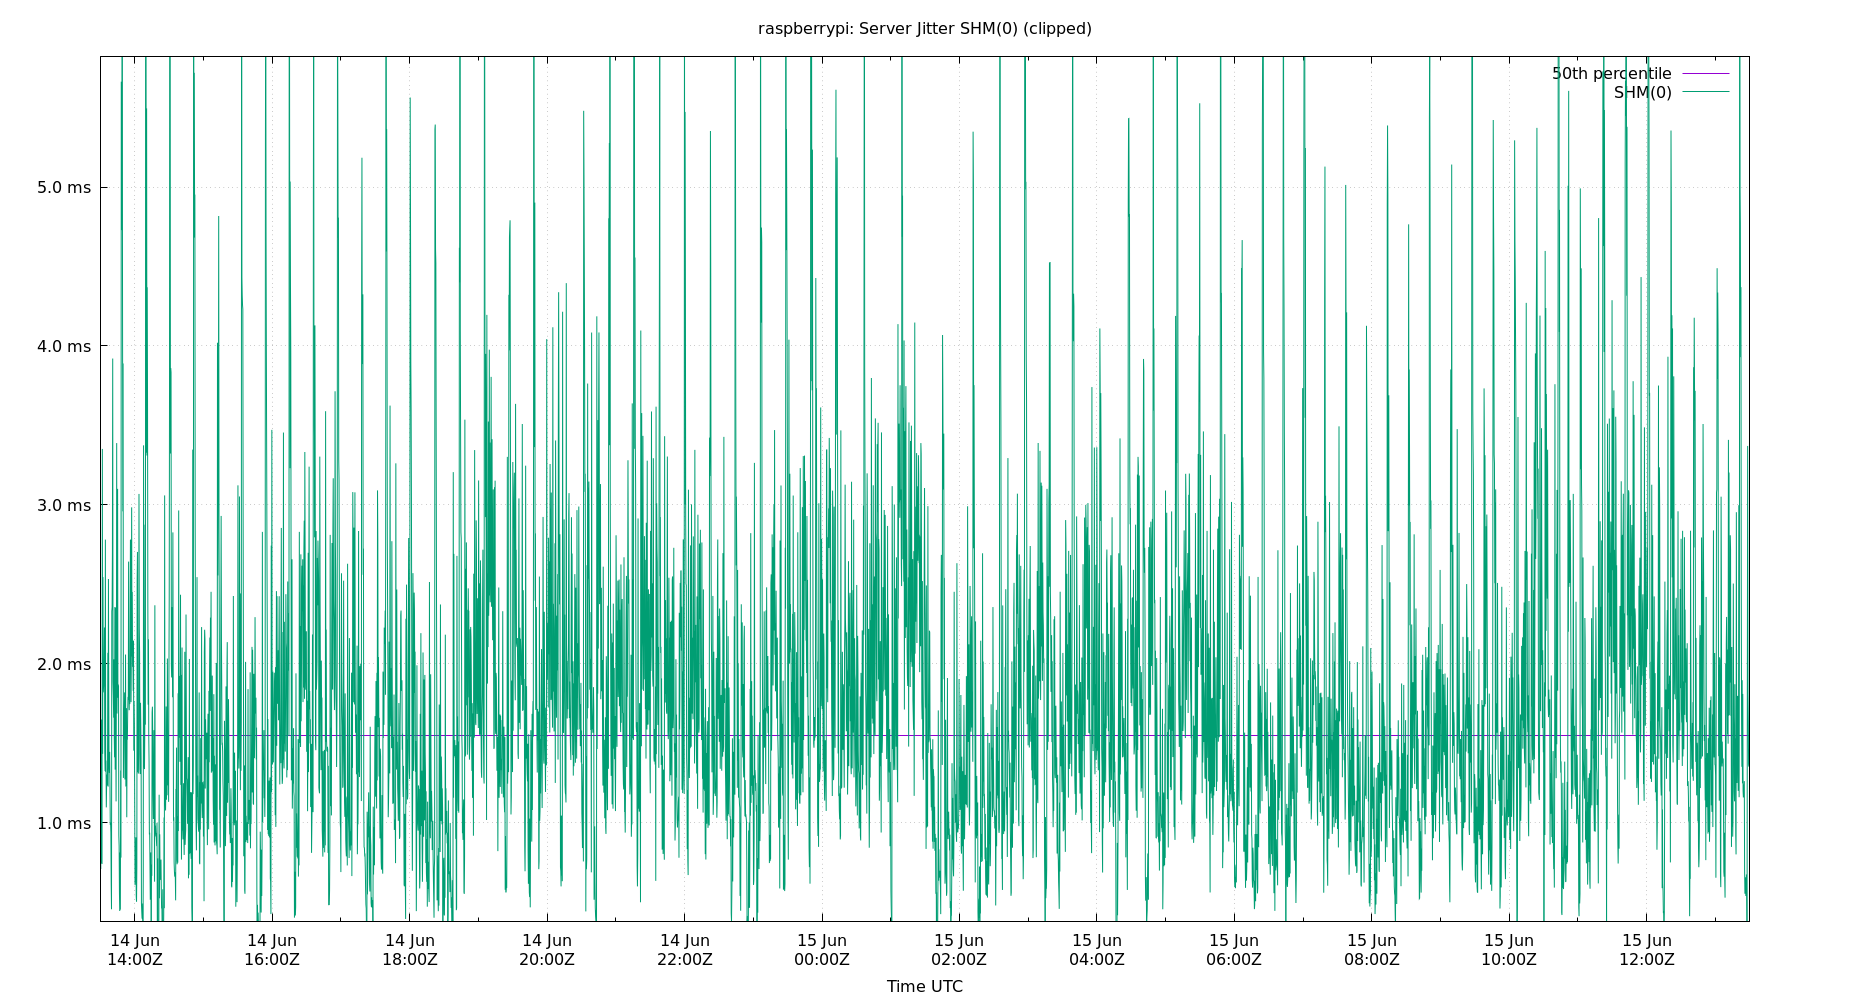 raspberrypi: Server Jitter SHM(0) (clipped)
50th percentile
SHM(0)
5.0 ms
4.0 ms
3.0 ms
2.0 ms
1.0 ms
14 Jun 14 Jun 14 Jun 14 Jun 14 Jun 15 Jun 15 Jun 15 Jun 15 Jun 15 Jun 15 Jun 15 Jun
14:00Z 16:00Z 18:00Z 20:00Z 22:00Z 00:00Z 02:00Z 04:00Z 06:00Z 08:00Z 10:00Z 12:00Z
Time UTC